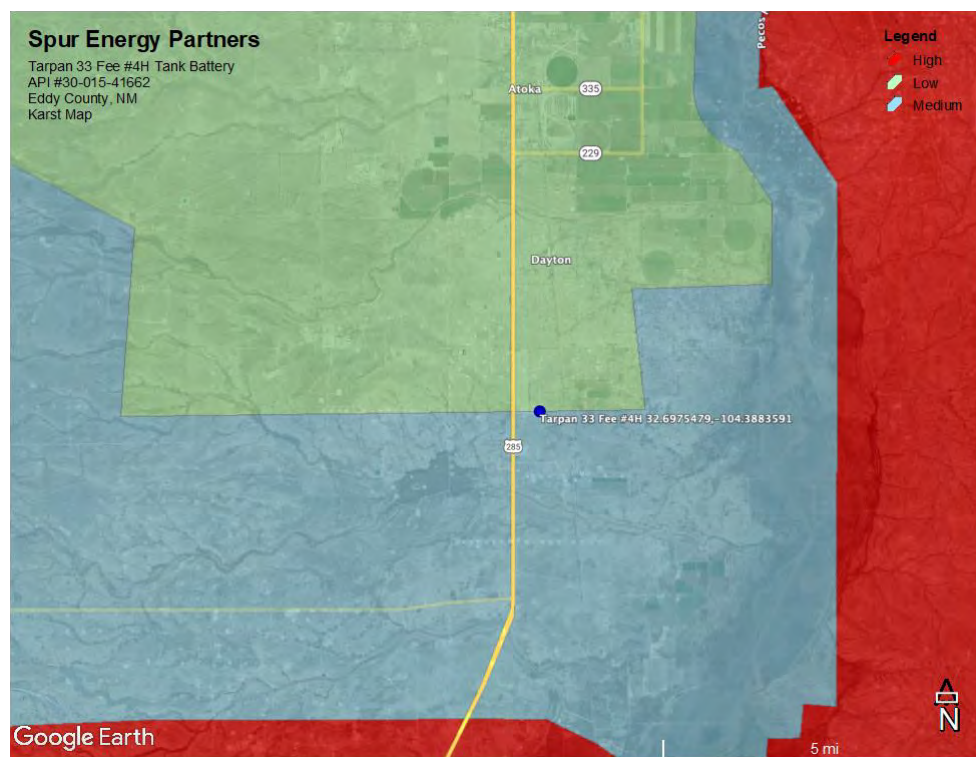 Spur Energy Partners
Tarpan 33 Fee #4H Tank Battery
API #30-015-41662
Eddy County, NM
Karst Map
Legend
High
Low
Medium
Pecos
Atoka
335
229
Dayton
Tarpan 33 Fee #4H 32.6975479,-104.3883591
285
Google Earth
N
5 mi